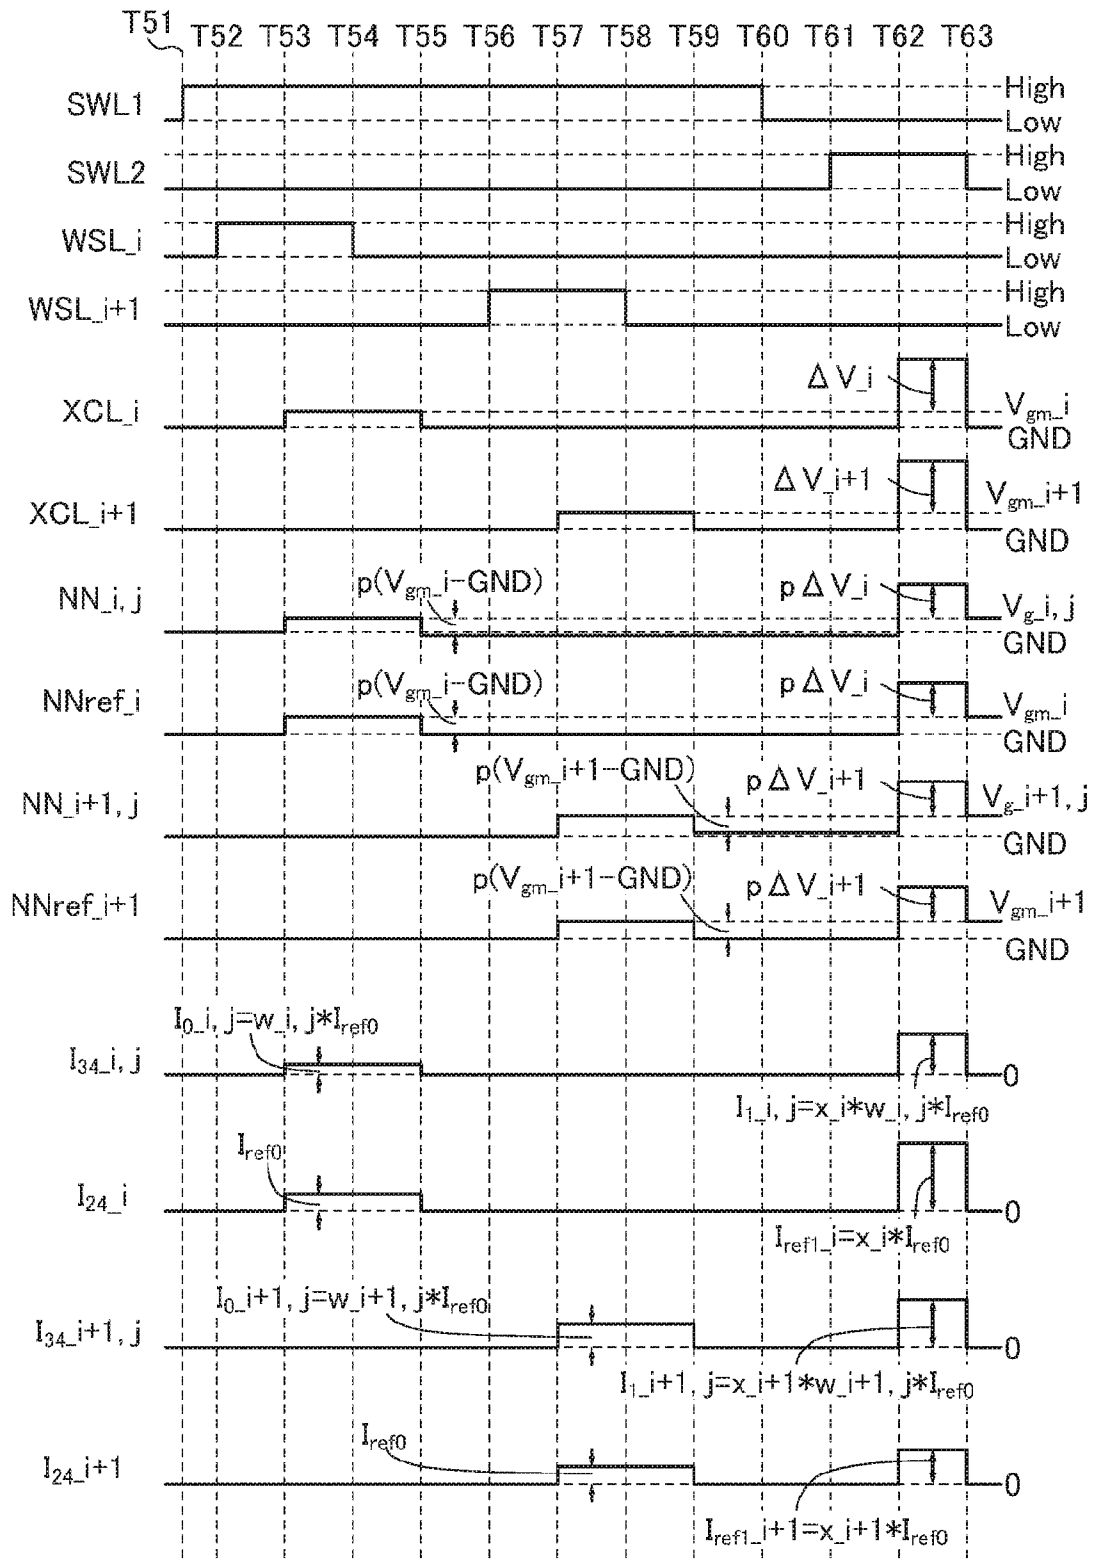 T51 T52 T53 T54 T55 T56 T57 T58 T59 T60 T61 T62 T63
SWL1 High
Low
SWL2 High
Low
WSL_i High
Low
WSL_i+1 High
Low
XCL_i ΔV_i V_gm_i
GND
XCL_i+1 ΔV_i+1 V_gm_i+1
GND
NN_i, j p(V_gm_i-GND) pΔV_i V_g_i, j
GND
NNref_i p(V_gm_i-GND) pΔV_i V_gm_i
GND
NN_i+1, j p(V_gm_i+1-GND) pΔV_i+1 V_g_i+1, j
GND
NNref_i+1 p(V_gm_i+1-GND) pΔV_i+1 V_gm_i+1
GND
I_0_i, j=w_i, j*I_ref0
I_34_i, j 0
I_1_i, j=x_i*w_i, j*I_ref0
I_ref0
I_24_i 0
I_ref1_i=x_i*I_ref0
I_0_i+1, j=w_i+1, j*I_ref0
I_34_i+1, j 0
I_1_i+1, j=x_i+1*w_i+1, j*I_ref0
I_ref0
I_24_i+1 0
I_ref1_i+1=x_i+1*I_ref0